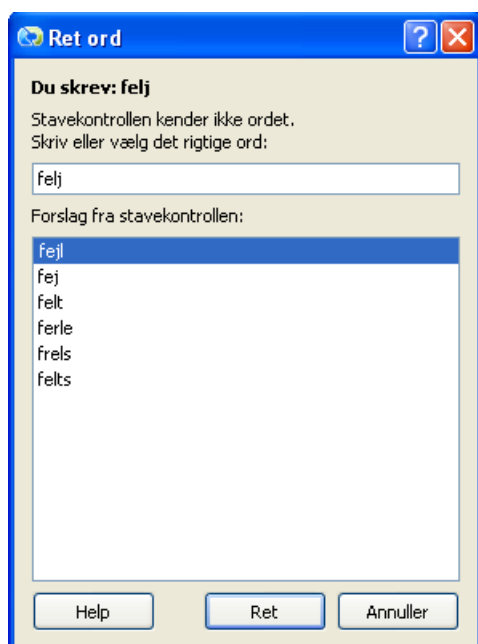 Ret ord
Du skrev: felj
Stavekontrollen kender ikke ordet.
Skriv eller vælg det rigtige ord:
felj
Forslag fra stavekontrollen:
fejl
fej
felt
ferle
frels
felts
Help Ret Annuller